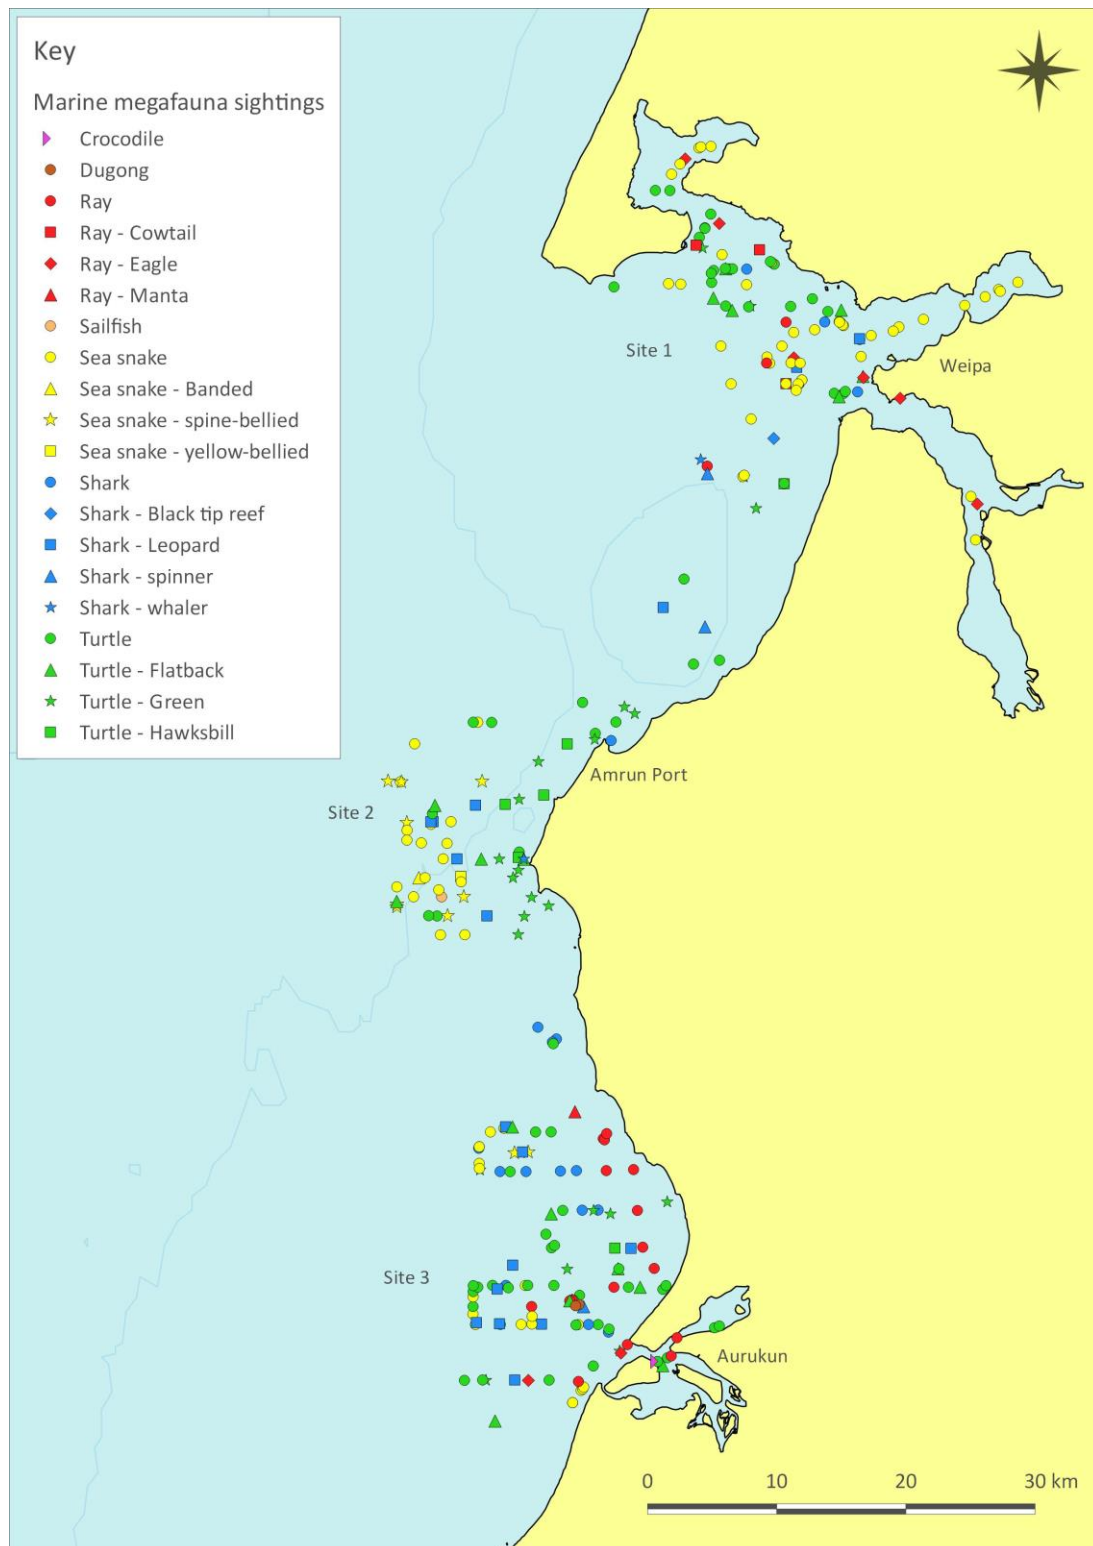 Key
Marine megafauna sightings
Crocodile
Dugong
Ray
Ray - Cowtail
Ray - Eagle
Ray - Manta
Sailfish
Sea snake
Sea snake - Banded
Sea snake - spine-bellied
Sea snake - yellow-bellied
Shark
Shark - Black tip reef
Shark - Leopard
Shark - spinner
Shark - whaler
Turtle
Turtle - Flatback
Turtle - Green
Turtle - Hawksbill
Site 1
Weipa
Amrun Port
Site 2
Site 3
Aurukun
0 10 20 30 km